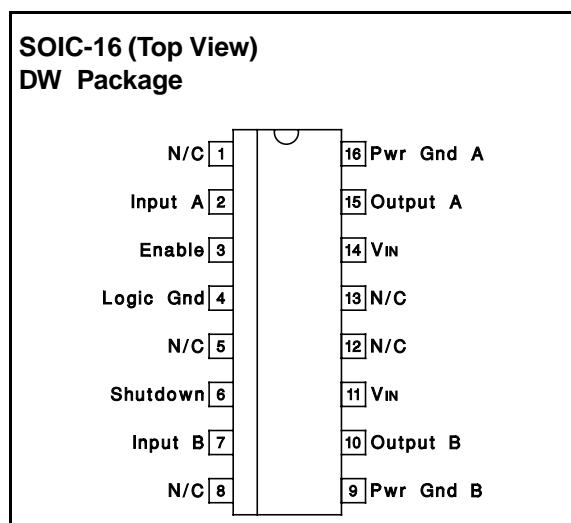 SOIC-16 (Top View)
DW Package
N/C 1 16 Pwr Gnd A
Input A 2 15 Output A
Enable 3 14 VIN
Logic Gnd 4 13 N/C
N/C 5 12 N/C
Shutdown 6 11 VIN
Input B 7 10 Output B
N/C 8 9 Pwr Gnd B